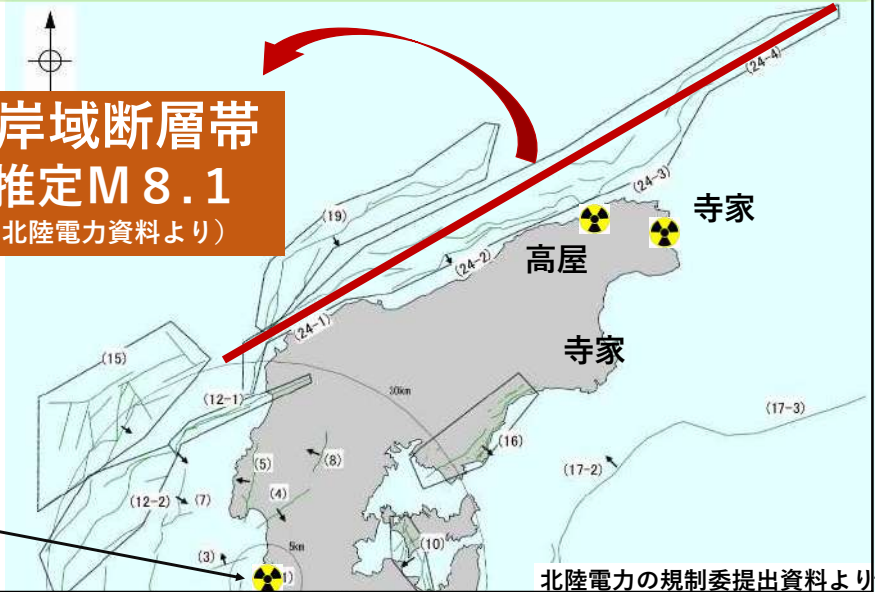 岸域断層帯
推定Ｍ８.１
北陸電力資料より）
(24-4)
(24-3)
(19)
寺家
高屋
(24-2)
(24-1)
寺家
(15)
30km
(12-1)
(17-3)
(16)
(5)
(8)
(17-2)
(4)
(12-2)
(7)
(10)
(3)
5km
1)
北陸電力の規制委提出資料より